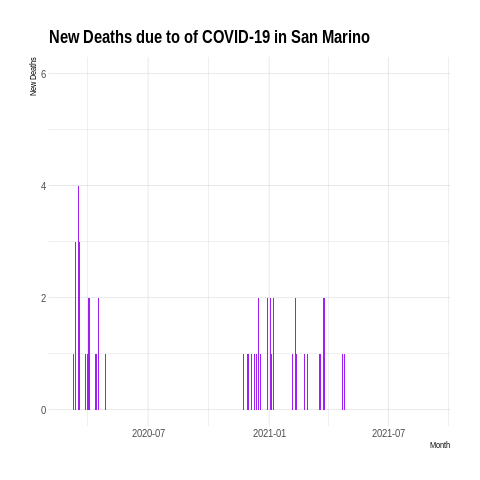 New Deaths due to of COVID-19 in San Marino
New Deaths
6
4
2
0
2020-07
2021-01
2021-07
Month